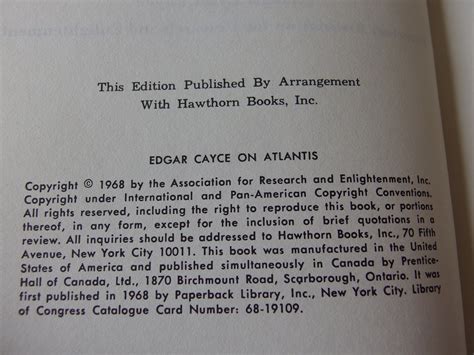 This Edition Published By Arrangement
With Hawthorn Books, Inc.
EDGAR CAYCE ON ATLANTIS
Copyright © 1968 by the Association for Research and Enlightenment, Inc.
Copyright under International and Pan-American Copyright Conventions.
All rights reserved, including the right to reproduce this book, or portions
thereof, in any form, except for the inclusion of brief quotations in a
review. All inquiries should be addressed to Hawthorn Books, Inc., 70 Fifth
Avenue, New York City 10011. This book was manufactured in the United
States of America and published simultaneously in Canada by Prentice-
Hall of Canada, Ltd., 1870 Birchmount Road, Scarborough, Ontario. It was
first published in 1968 by Paperback Library, Inc., New York City. Library
of Congress Catalogue Card Number: 68-19109.